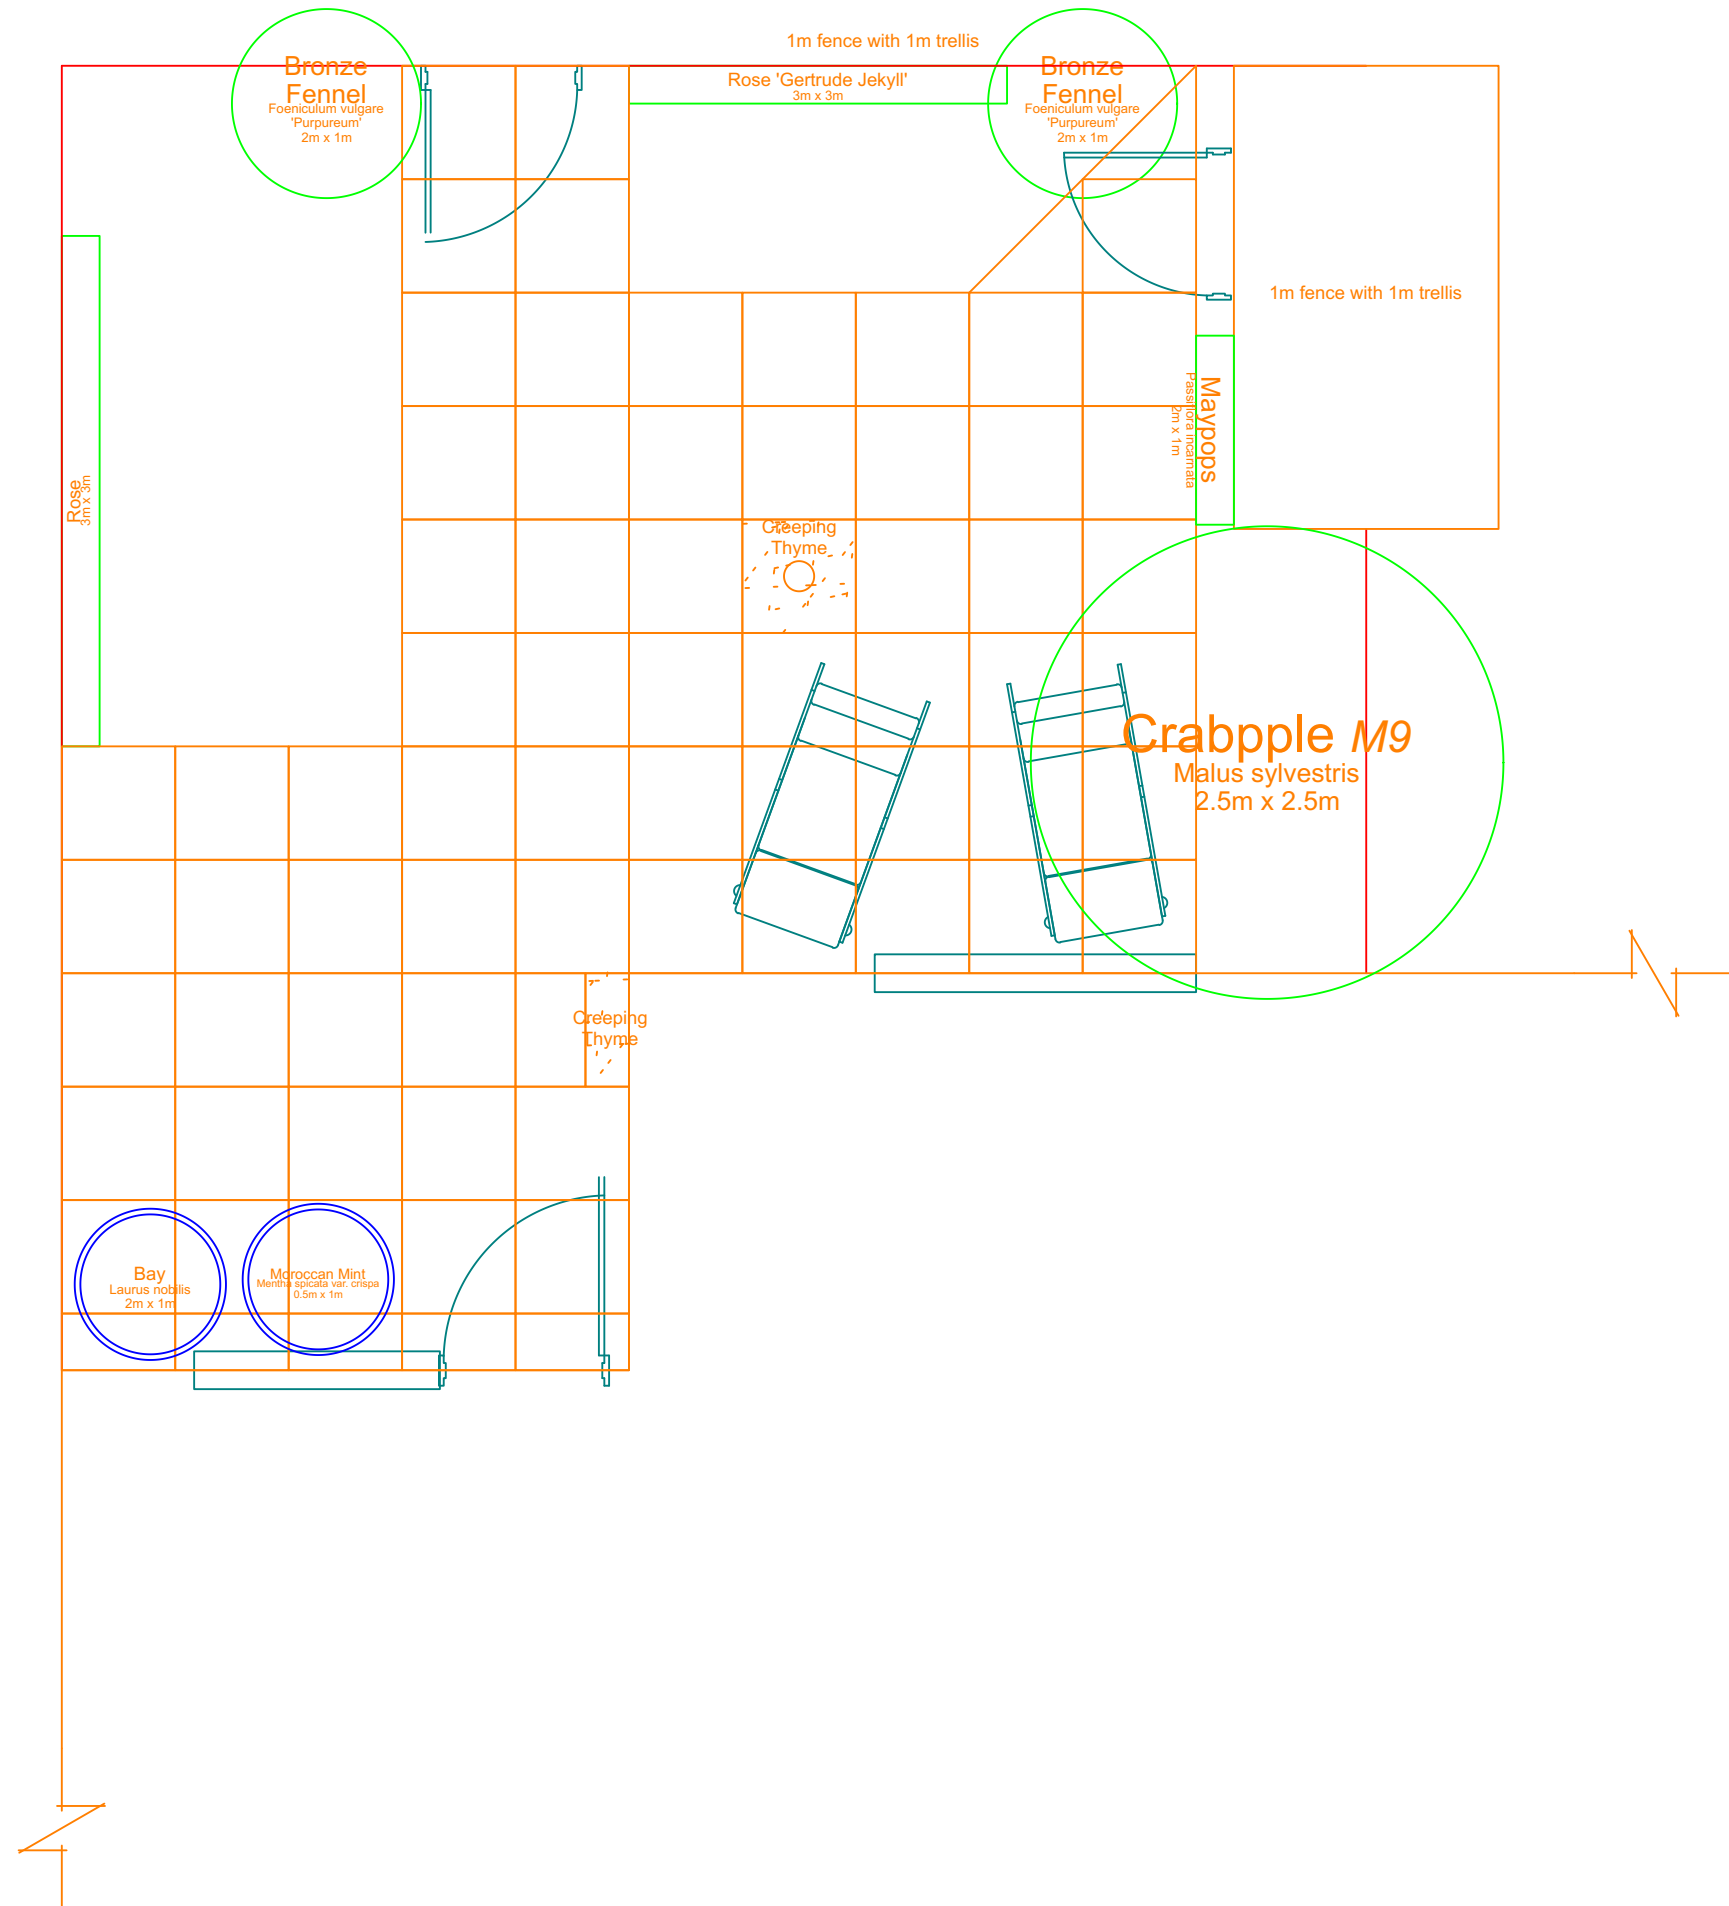 1m fence with 1m trellis
Bronze
Fennel
Foeniculum vulgare
'Purpureum'
2m x 1m
Rose 'Gertrude Jekyll'
3m x 3m
Bronze
Fennel
Foeniculum vulgare
'Purpureum'
2m x 1m
1m fence with 1m trellis
Maypops
Passiflora incarnata
2m x 1m
Rose
3m x 3m
Creeping
Thyme
Crabpple M9
Malus sylvestris
2.5m x 2.5m
Creeping
Thyme
Bay
Laurus nobilis
2m x 1m
Moroccan Mint
Mentha spicata var. crispa
0.5m x 1m